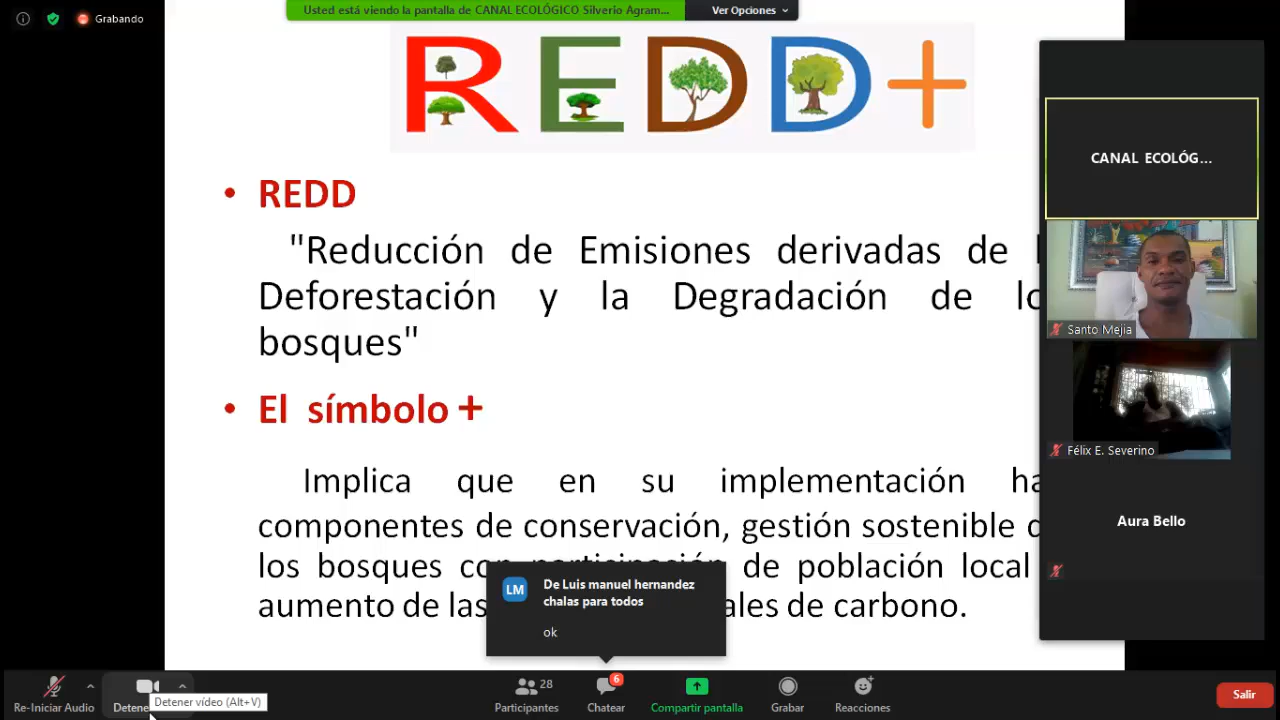 Grabando
Usted está viendo la pantalla de CANAL ECOLÓGICO Silverio Agram...
Ver Opciones
REDD+
• REDD
"Reducción de Emisiones derivadas de
Deforestación y la Degradación de
bosques"
• El símbolo +
Implica que en su implementación
componentes de conservación, gestión sostenible
los bosques con participación de población local
aumento de las de carbono.
CANAL ECOLÓG...
Santo Mejía
Félix E. Severino
Aura Bello
LM
De Luis manuel hernandez
chalas para todos
ok
Re-Iniciar Audio
Detener vídeo (Alt+V)
28
Participantes
6
Chatear
Compartir pantalla
Grabar
Reacciones
Salir